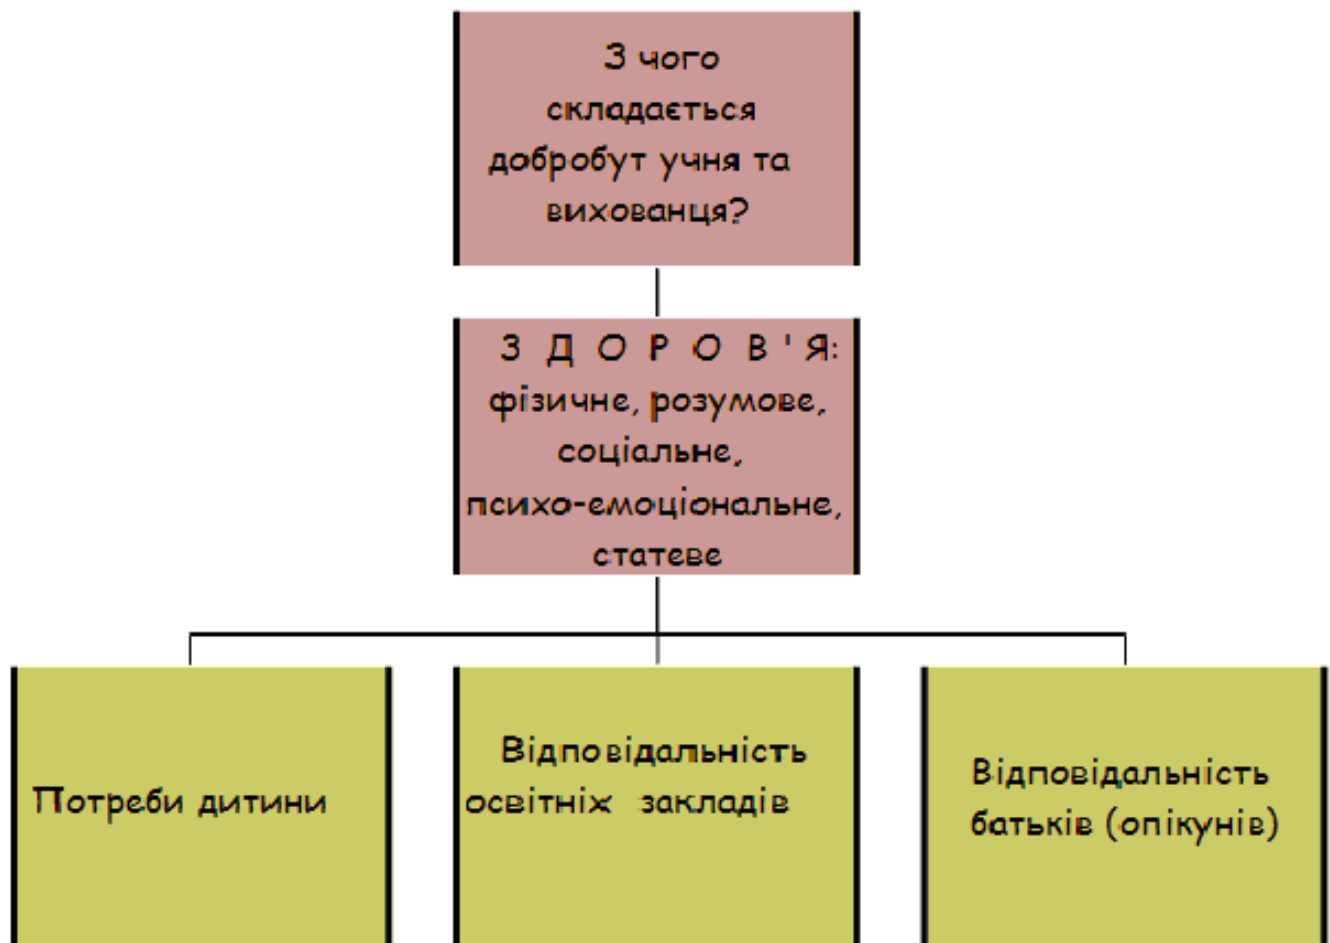 З чого
складається
добробут учня та
вихованця?
З Д О Р О В ' Я:
фізичне, розумове,
соціальне,
психо-емоціональне,
статеве
Потреби дитини
Відповідальність
освітніх закладів
Відповідальність
батьків (опікунів)